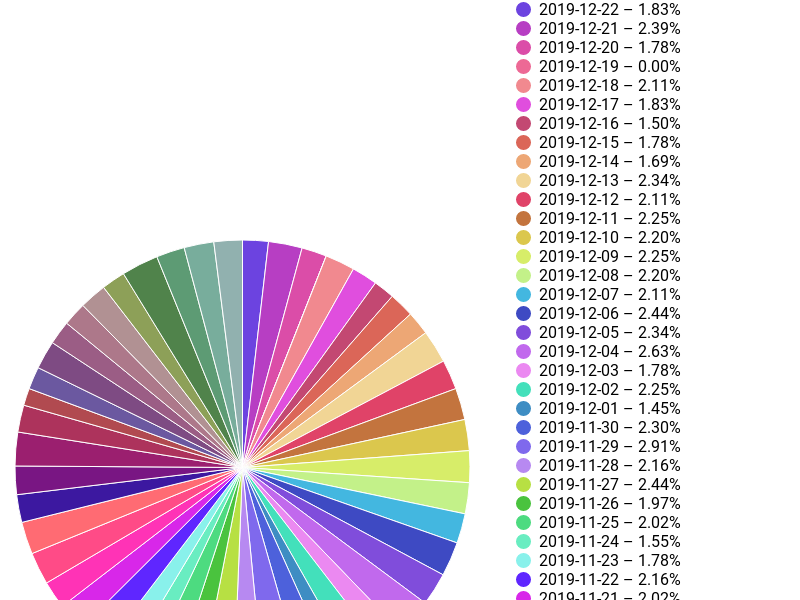 2019-12-22 – 1.83%
2019-12-21 – 2.39%
2019-12-20 – 1.78%
2019-12-19 – 0.00%
2019-12-18 – 2.11%
2019-12-17 – 1.83%
2019-12-16 – 1.50%
2019-12-15 – 1.78%
2019-12-14 – 1.69%
2019-12-13 – 2.34%
2019-12-12 – 2.11%
2019-12-11 – 2.25%
2019-12-10 – 2.20%
2019-12-09 – 2.25%
2019-12-08 – 2.20%
2019-12-07 – 2.11%
2019-12-06 – 2.44%
2019-12-05 – 2.34%
2019-12-04 – 2.63%
2019-12-03 – 1.78%
2019-12-02 – 2.25%
2019-12-01 – 1.45%
2019-11-30 – 2.30%
2019-11-29 – 2.91%
2019-11-28 – 2.16%
2019-11-27 – 2.44%
2019-11-26 – 1.97%
2019-11-25 – 2.02%
2019-11-24 – 1.55%
2019-11-23 – 1.78%
2019-11-22 – 2.16%
2019-11-21 – 2.02%